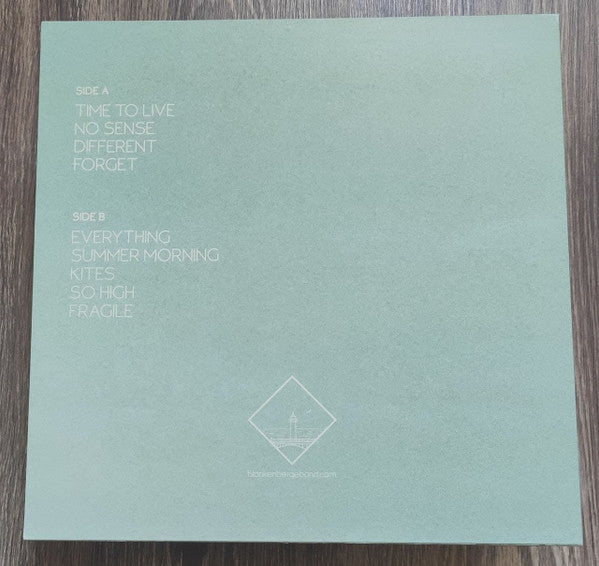 SIDE A
TIME TO LIVE
NO SENSE
DIFFERENT
FORGET
SIDE B
EVERYTHING
SUMMER MORNING
KITES
SO HIGH
FRAGILE
blankenbergeband.com